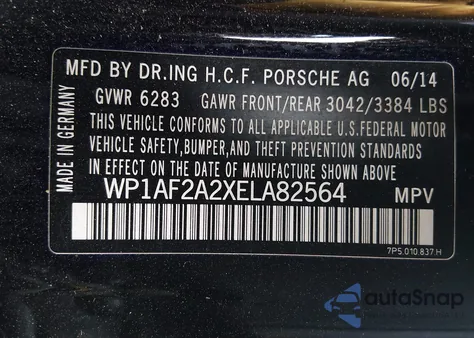 MFD BY DR.ING H.C.F. PORSCHE AG 06/14
GVWR 6283 GAWR FRONT/REAR 3042/3384 LBS
THIS VEHICLE CONFORMS TO ALL APPLICABLE U.S.FEDERAL MOTOR
VEHICLE SAFETY,BUMPER,AND THEFT PREVENTION STANDARDS
IN EFFECT ON THE DATE OF MANUFACTURE SHOWN ABOVE.
WP1AF2A2XELA82564 MPV
7P5.010.837.H
MADE IN GERMANY
autoSnap